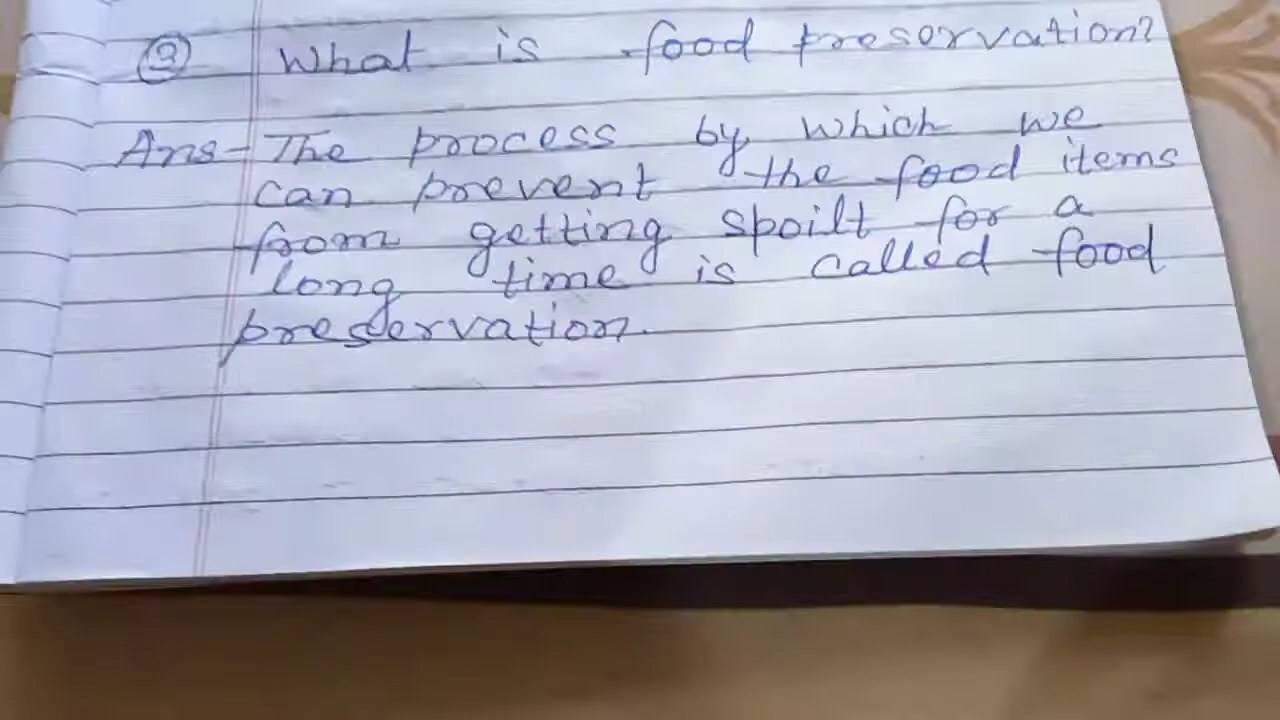 ③ What is food preservation?
Ans- The process by which we
can prevent the food items
from getting spoilt for a
long time is called food
preservation.